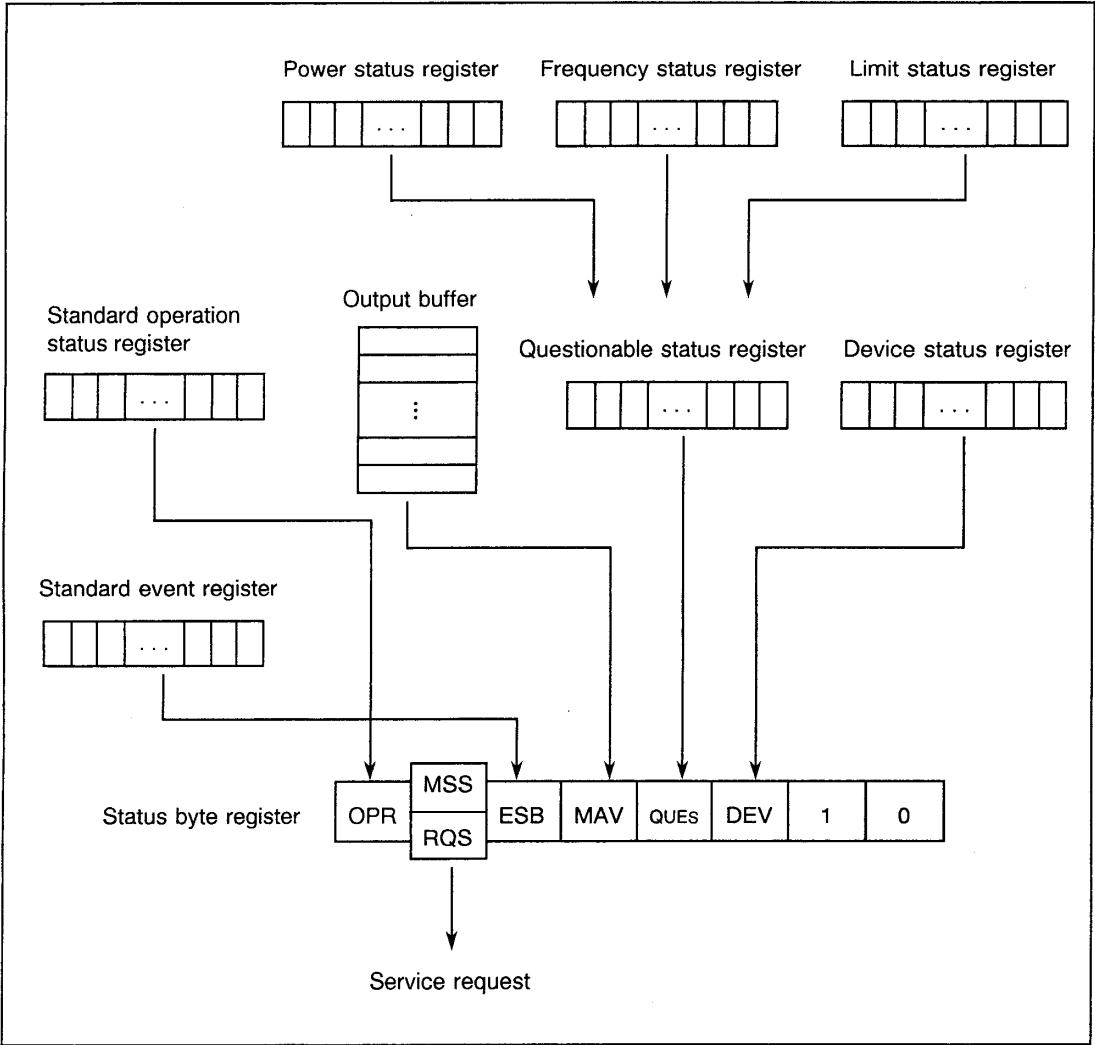 Power status register
Frequency status register
Limit status register
...
...
...
Standard operation
status register
Output buffer
Questionable status register
Device status register
...
...
...
...
Standard event register
...
Status byte register
OPR
MSS
RQS
ESB
MAV
QUES
DEV
1
0
Service request